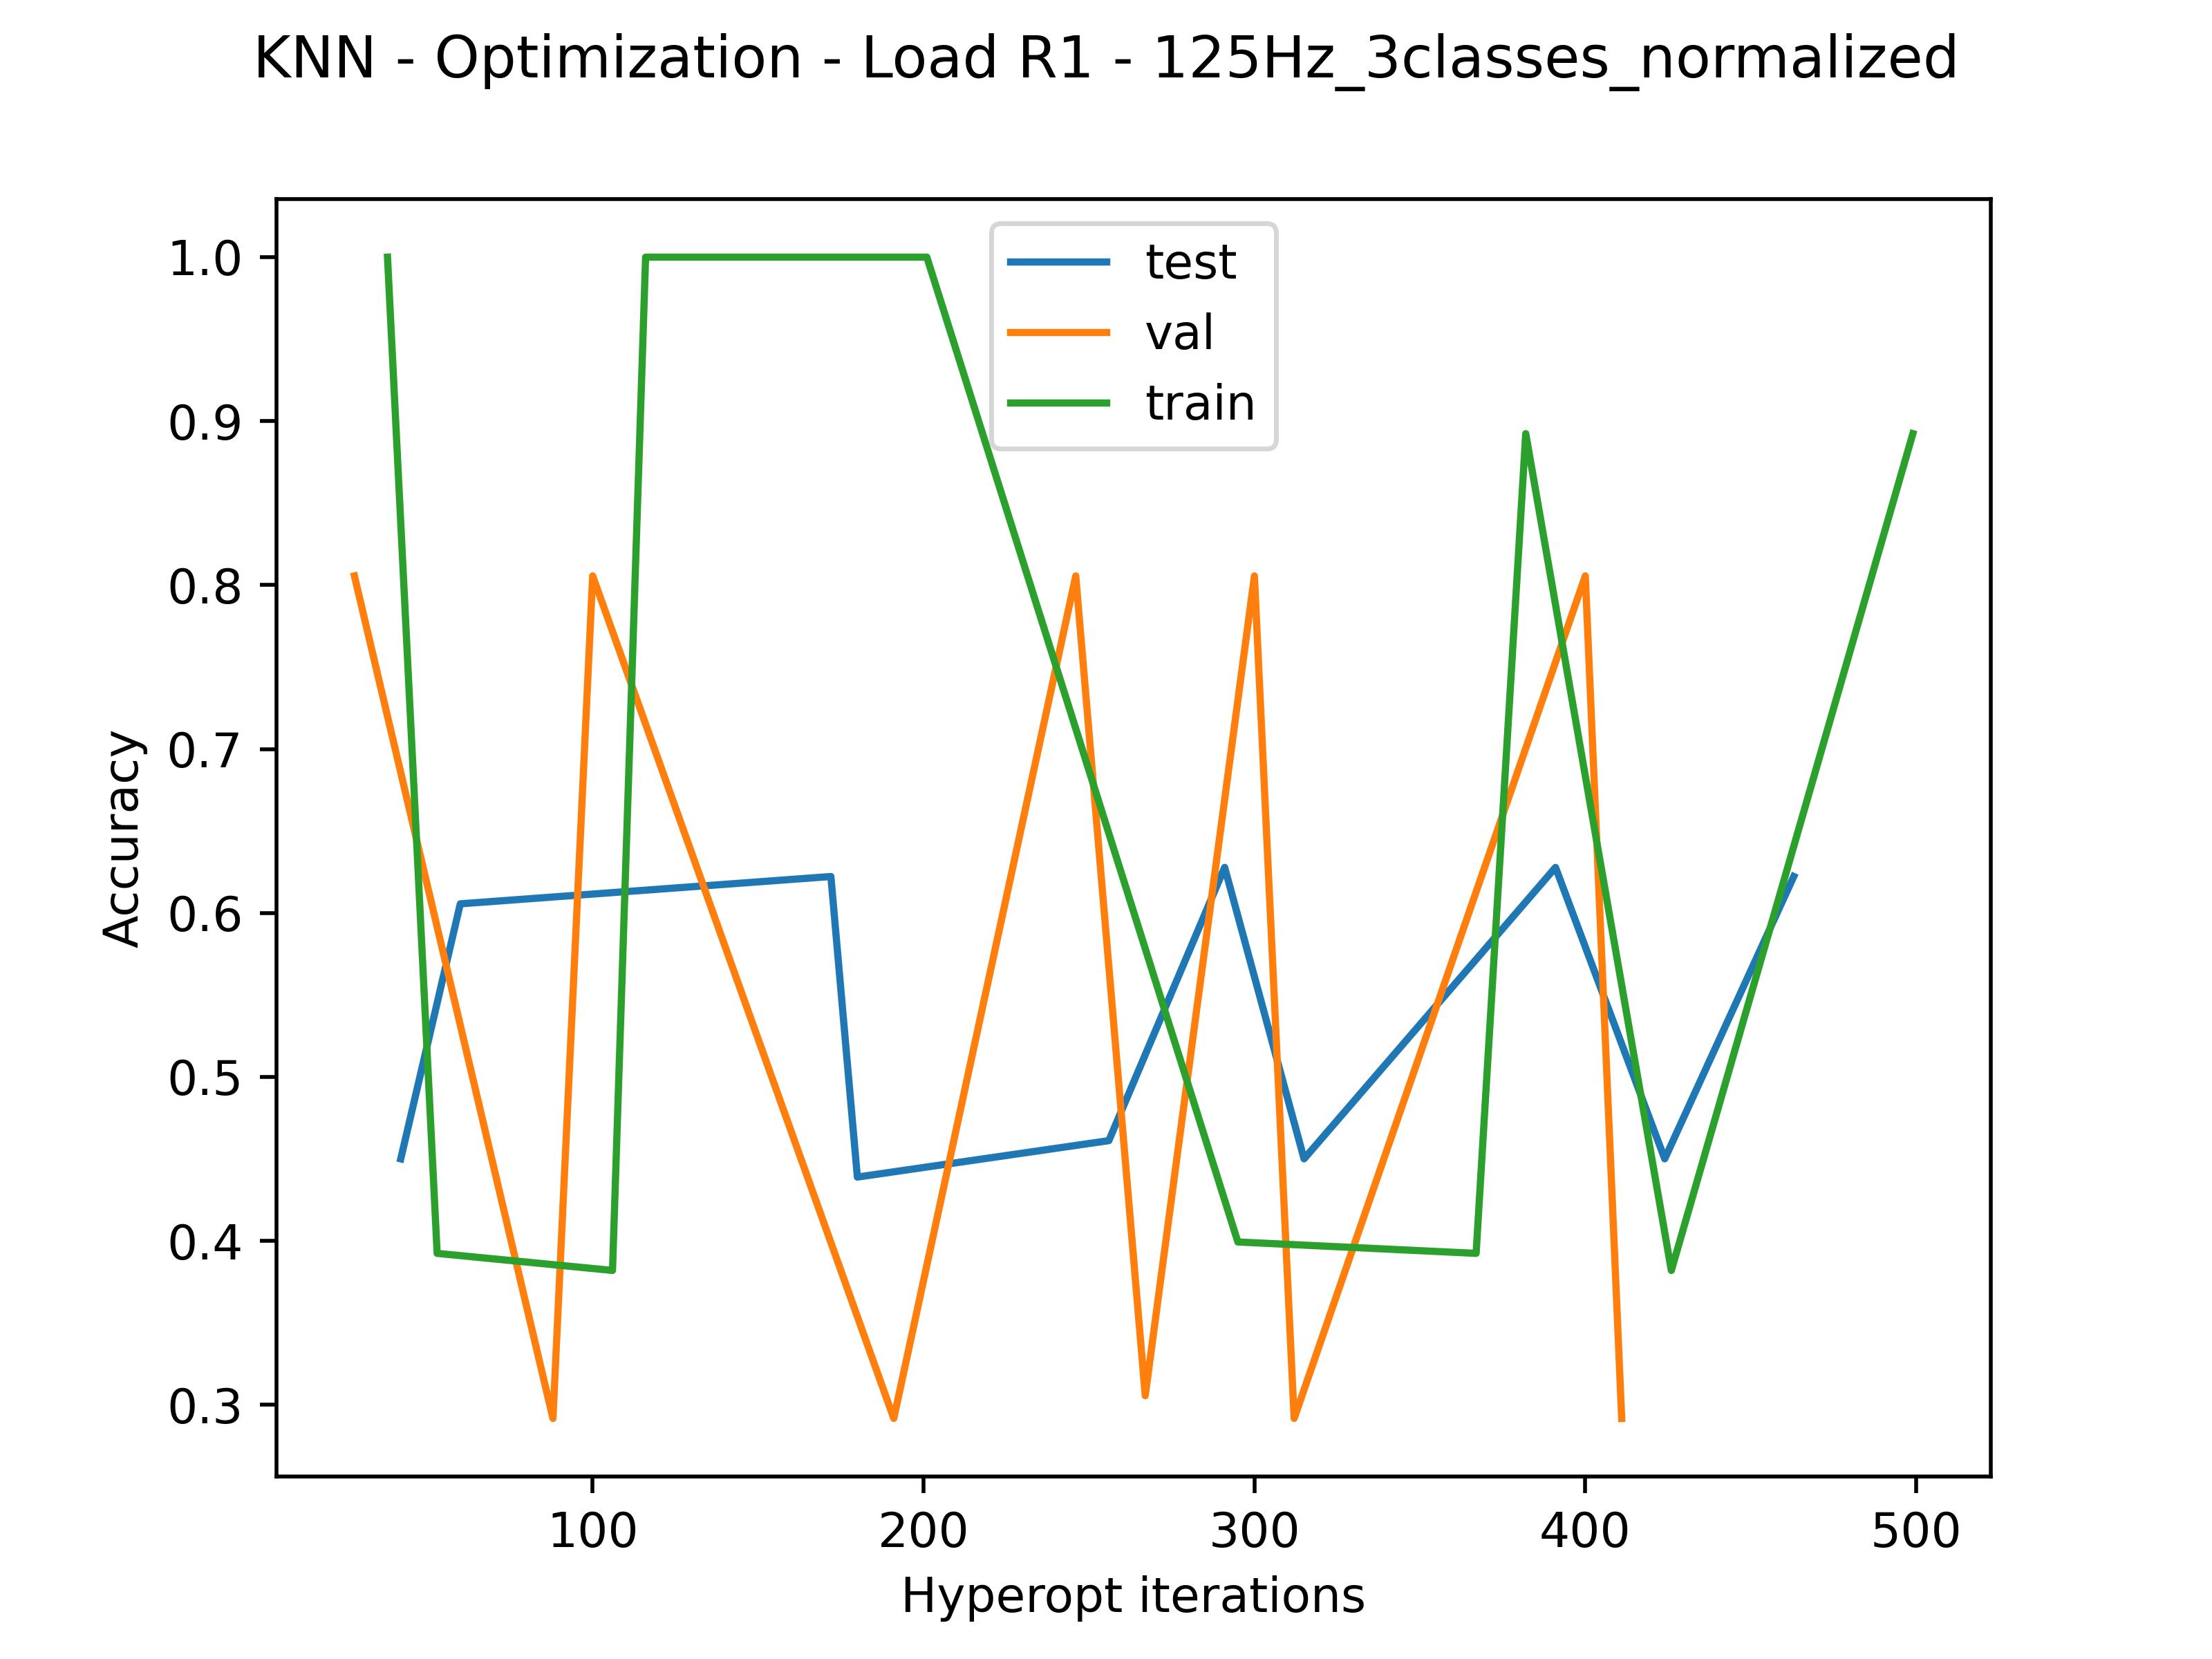 KNN - Optimization - Load R1 - 125Hz_3classes_normalized
test
val
train
1.0
0.9
0.8
0.7
0.6
0.5
0.4
0.3
Accuracy
100 200 300 400 500
Hyperopt iterations